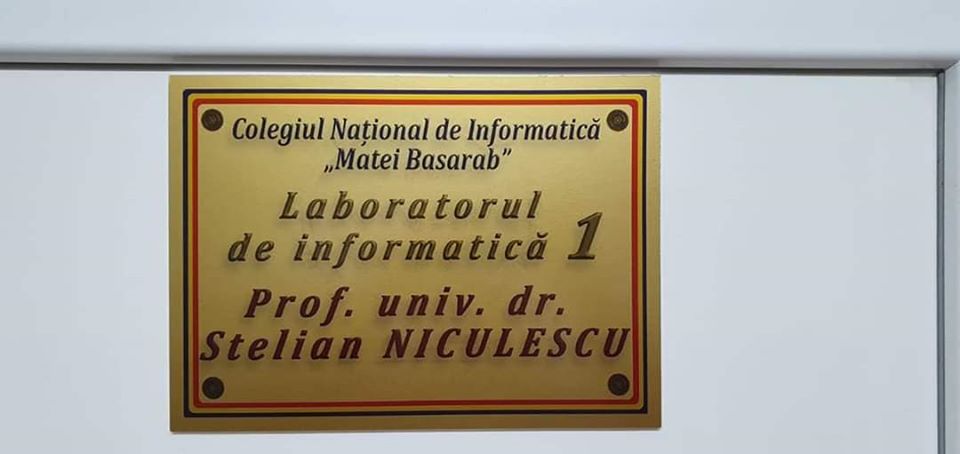 Colegiul Național de Informatică
„Matei Basarab”
Laboratorul
de informatică 1
Prof. univ. dr.
Stelian NICULESCU